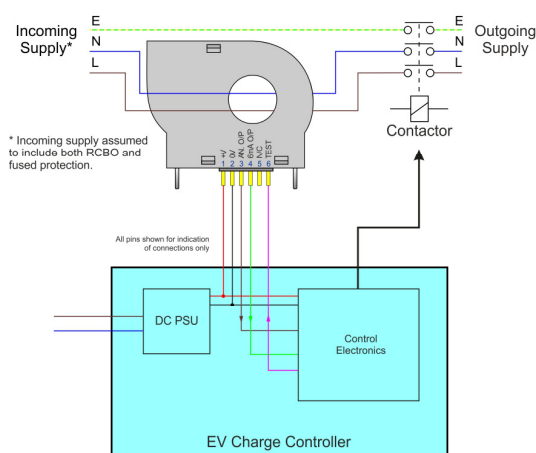 E
Incoming
Supply*
N
L
E
N
L
Outgoing
Supply
Contactor
* Incoming supply assumed
to include both RCBO and
fused protection.
+V
0V
AN. O/P
6mA O/P
N/C
TEST
1 2 3 4 5 6
All pins shown for indication
of connections only
DC PSU
Control
Electronics
EV Charge Controller